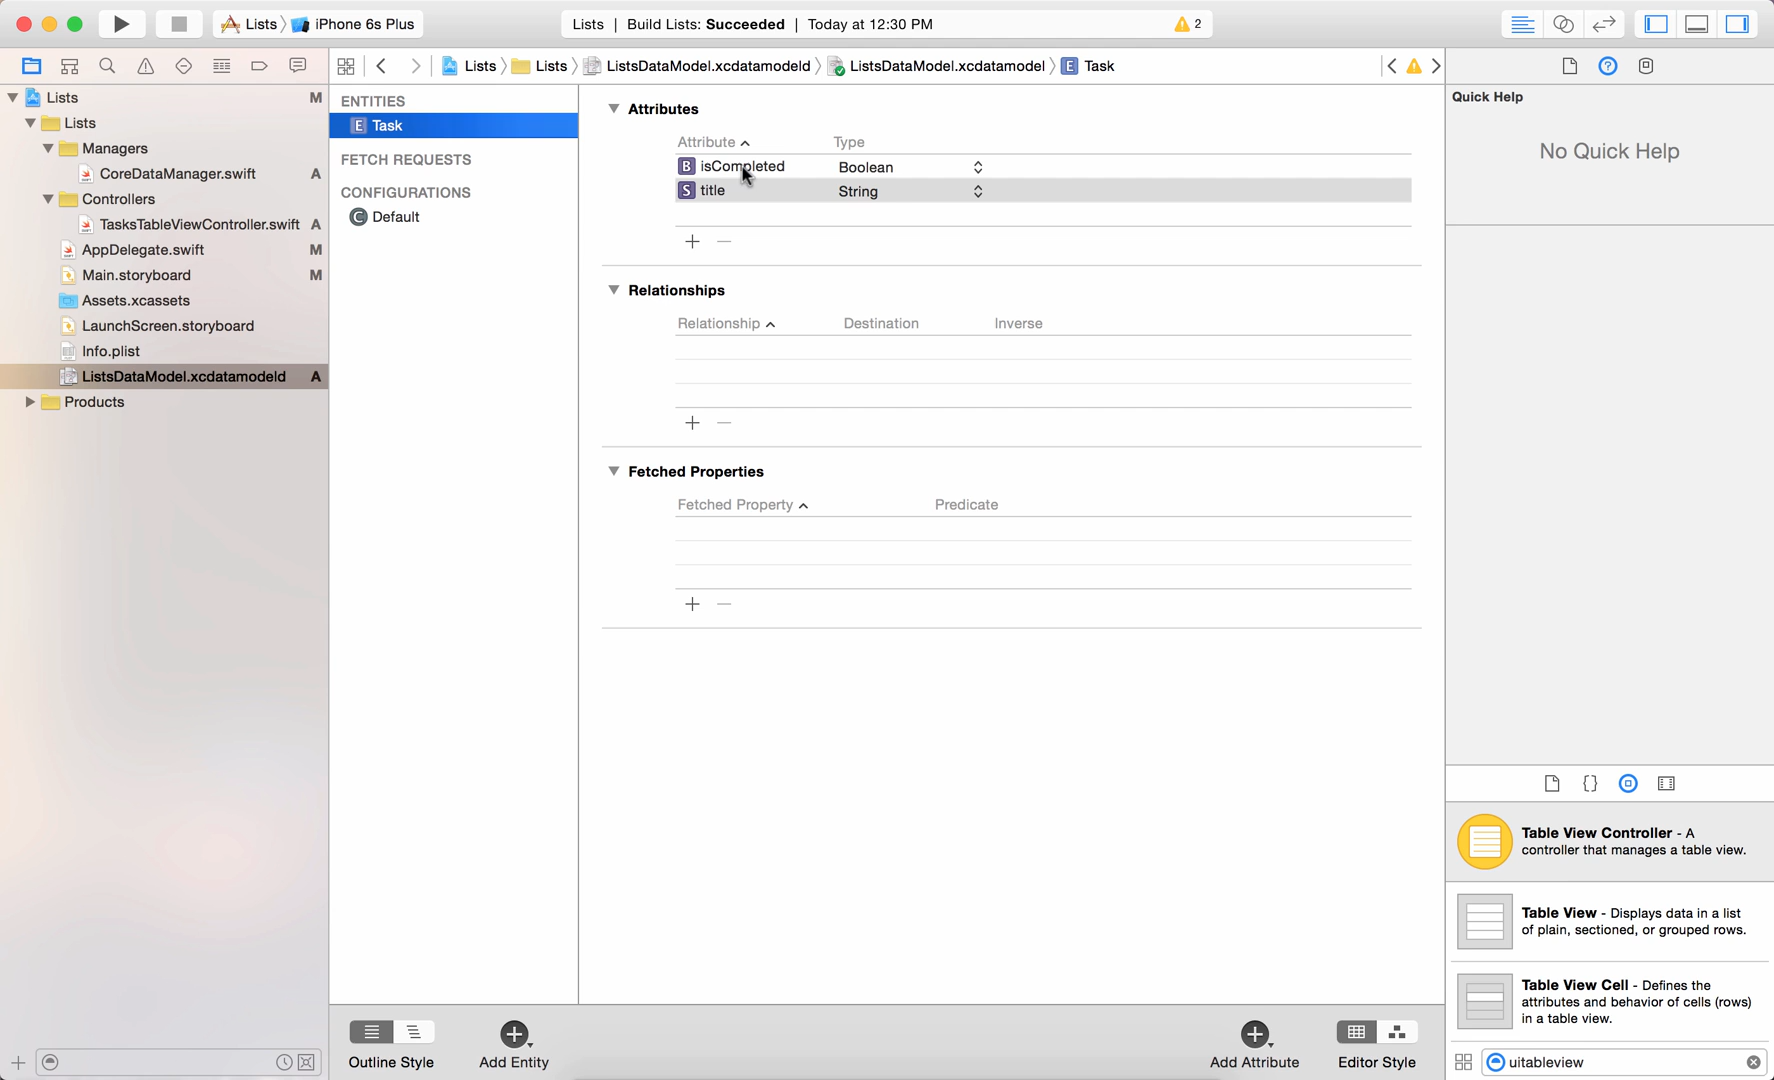 Lists iPhone 6s Plus
Lists | Build Lists: Succeeded | Today at 12:30 PM
2
Lists
Lists
ListsDataModel.xcdatamodeld
ListsDataModel.xcdatamodel
E Task
Lists M
Lists
Managers
CoreDataManager.swift A
Controllers
TasksTableViewController.swift A
AppDelegate.swift M
Main.storyboard M
Assets.xcassets
LaunchScreen.storyboard
Info.plist
ListsDataModel.xcdatamodeld A
Products
ENTITIES
E Task
FETCH REQUESTS
CONFIGURATIONS
C Default
Attributes
Attribute Type
B isCompleted Boolean
S title String
Relationships
Relationship Destination Inverse
Fetched Properties
Fetched Property Predicate
Quick Help
No Quick Help
Table View Controller - A
controller that manages a table view.
Table View - Displays data in a list
of plain, sectioned, or grouped rows.
Table View Cell - Defines the
attributes and behavior of cells (rows)
in a table view.
Outline Style
Add Entity
Add Attribute
Editor Style
uitableview